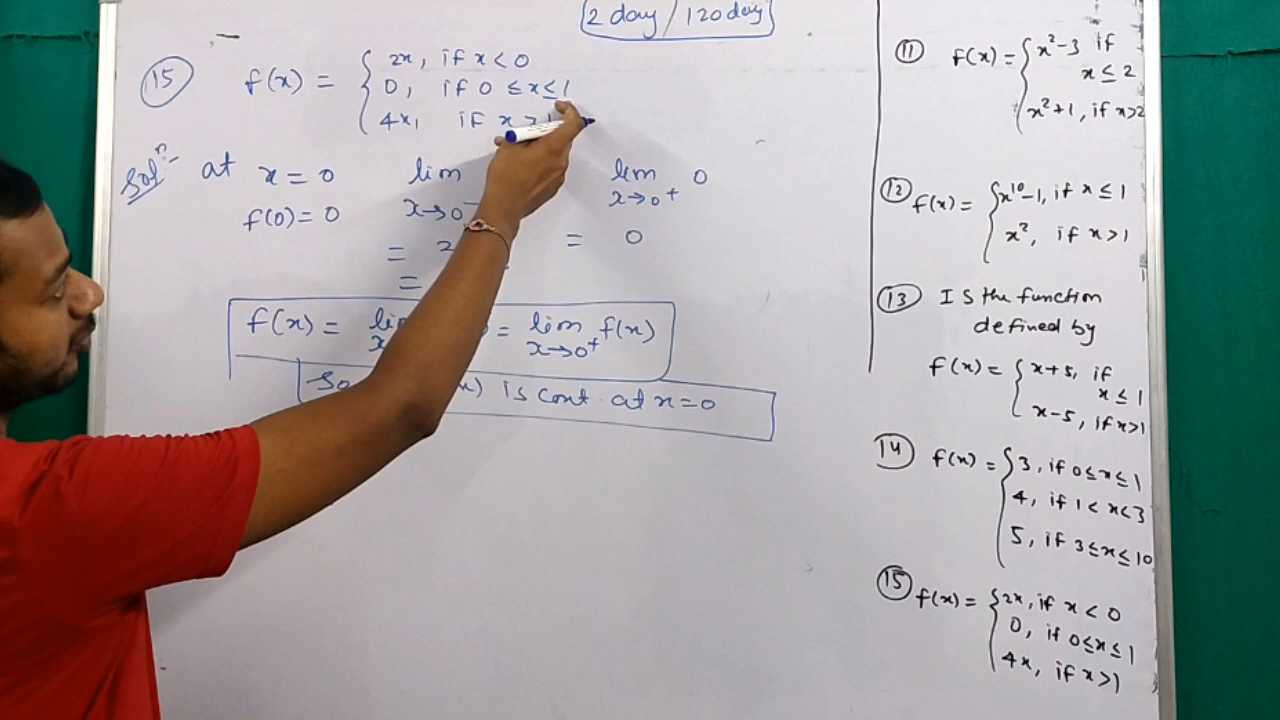 2 day / 120 day
15 f(x) = { 2x, if x < 0
0, if 0 ≤ x ≤ 1
4x, if x > 1
Solⁿ:- at x = 0 lim lim 0
f(0) = 0 x→0⁻ x→0⁺
= 2 = 0
=
f(x) = = lim f(x)
x→0⁺
So is cont. at x = 0
11 f(x) = { x²-3 if
x ≤ 2
x²+1, if x>2
12 f(x) = { x¹⁰-1, if x ≤ 1
x², if x > 1
13 Is the function
defined by
f(x) = { x+5, if
x ≤ 1
x-5, if x>1
14 f(x) = { 3, if 0≤x≤1
4, if 1 < x < 3
5, if 3≤x≤10
15 f(x) = { 2x, if x < 0
0, if 0≤x≤1
4x, if x>1